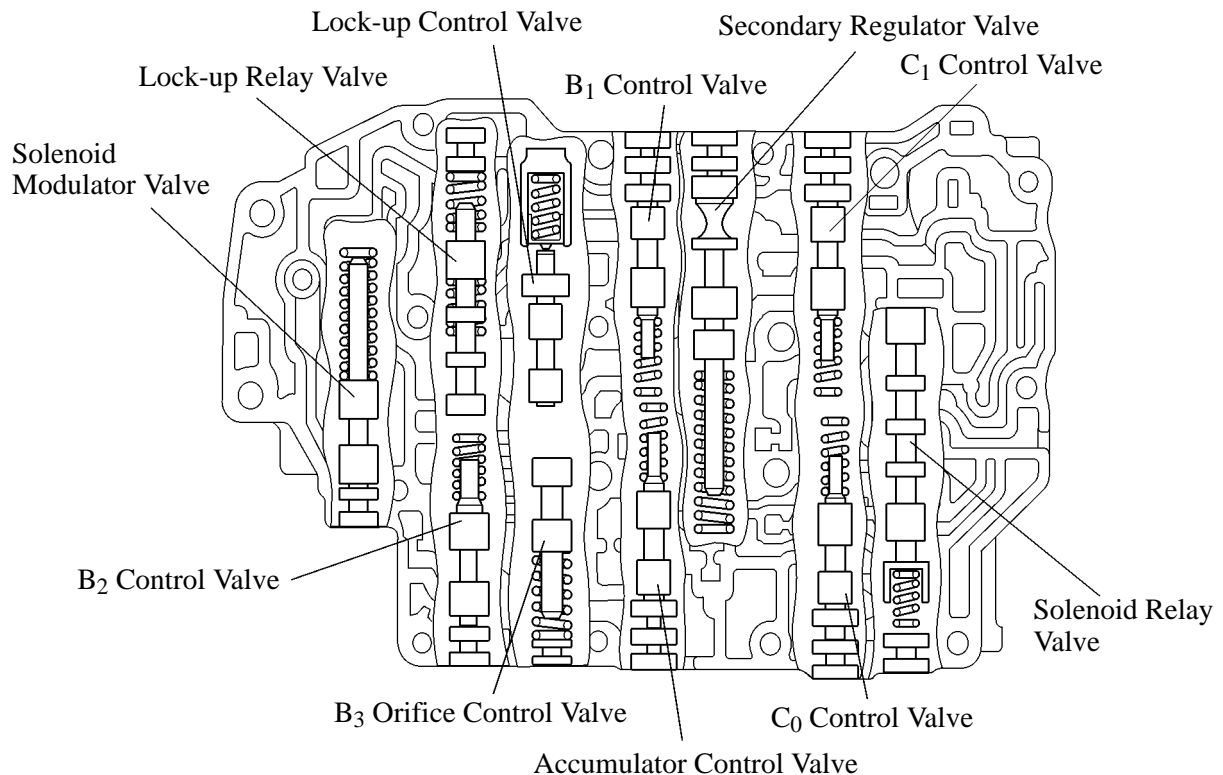 Lock-up Control Valve
Secondary Regulator Valve
Lock-up Relay Valve
B1 Control Valve
C1 Control Valve
Solenoid
Modulator Valve
B2 Control Valve
Solenoid Relay
Valve
B3 Orifice Control Valve
C0 Control Valve
Accumulator Control Valve